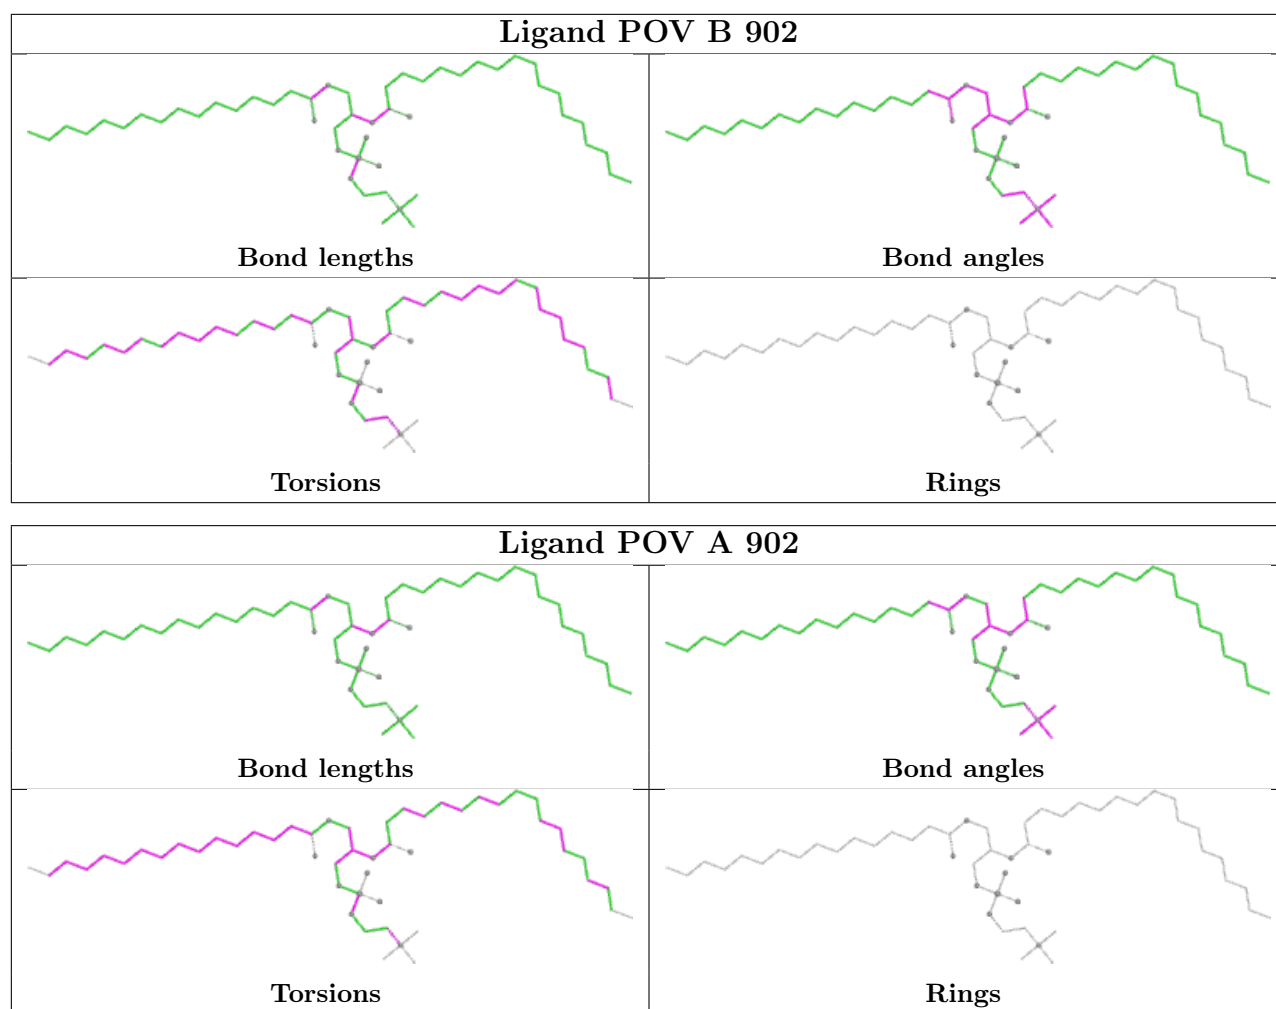 Ligand POV B 902
Bond lengths
Bond angles
Torsions
Rings
Ligand POV A 902
Bond lengths
Bond angles
Torsions
Rings